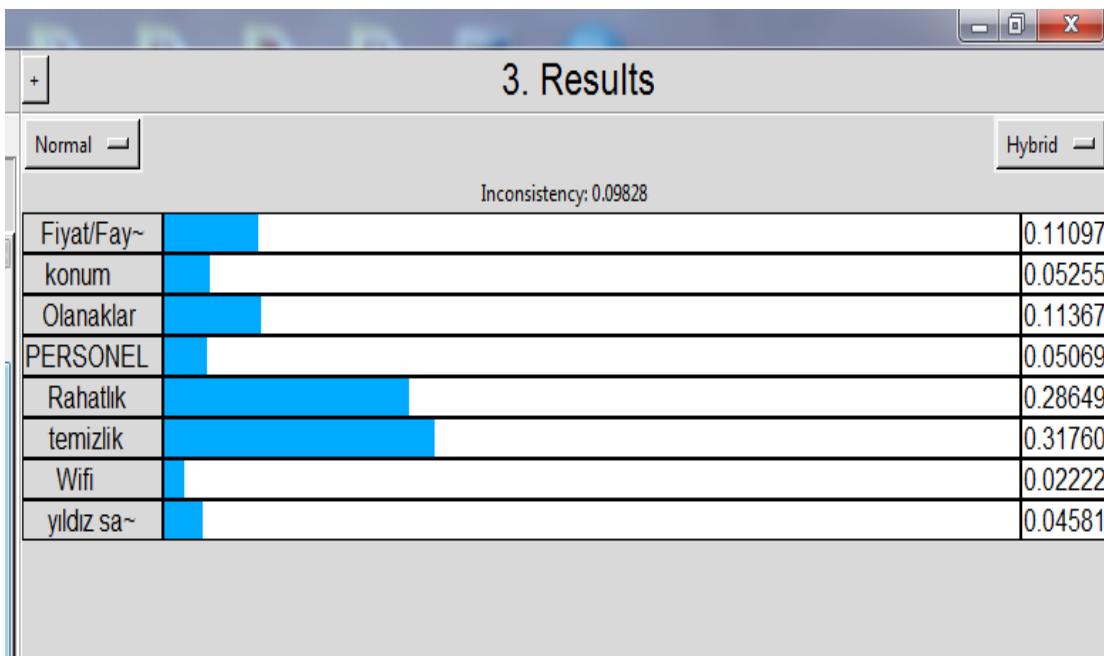 X
+ 3. Results
Normal Hybrid
Inconsistency: 0.09828
Fiyat/Fay~ 0.11097
konum 0.05255
Olanaklar 0.11367
PERSONEL 0.05069
Rahatlık 0.28649
temizlik 0.31760
Wifi 0.02222
yıldız sa~ 0.04581